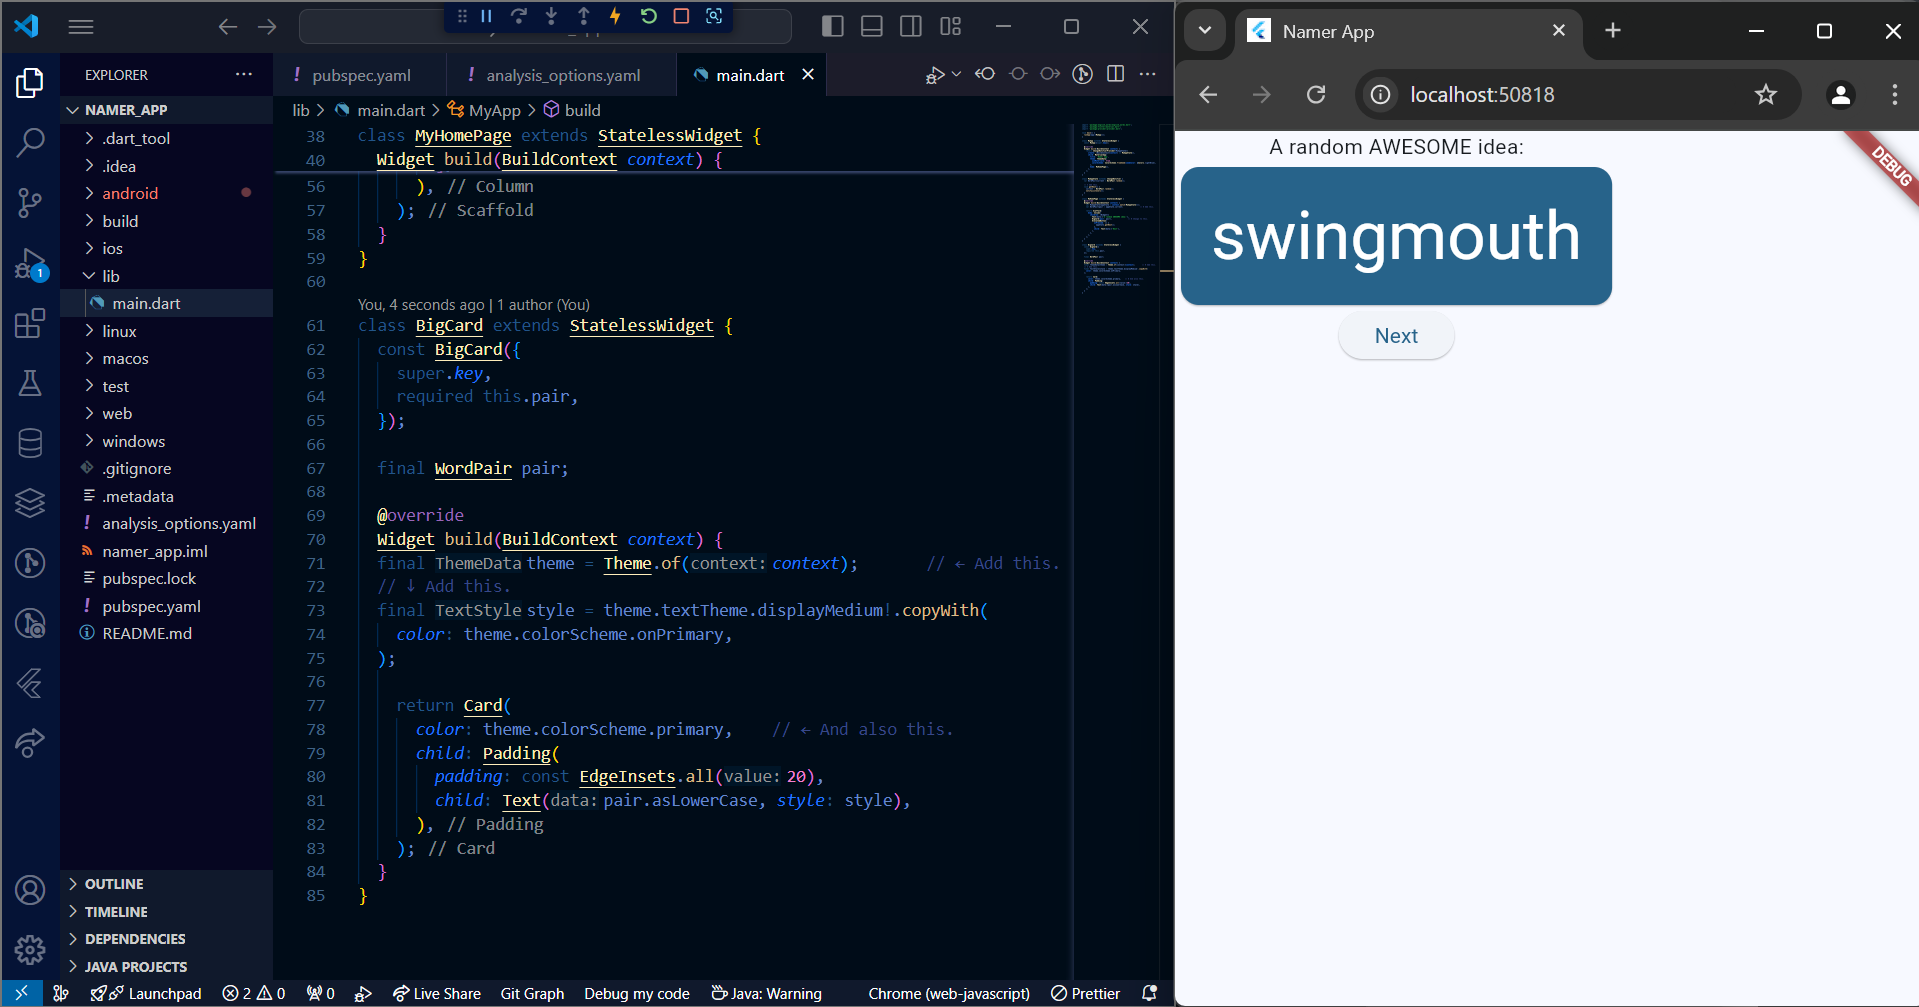 EXPLORER
NAMER_APP
.dart_tool
.idea
android
build
ios
lib
main.dart
linux
macos
test
web
windows
.gitignore
.metadata
analysis_options.yaml
namer_app.iml
pubspec.lock
pubspec.yaml
README.md
OUTLINE
TIMELINE
DEPENDENCIES
JAVA PROJECTS
1
! pubspec.yaml ! analysis_options.yaml main.dart
lib > main.dart > MyApp > build
38 class MyHomePage extends StatelessWidget {
40 Widget build(BuildContext context) {
56 ), // Column
57 ); // Scaffold
58 }
59 }
60
You, 4 seconds ago | 1 author (You)
61 class BigCard extends StatelessWidget {
62 const BigCard({
63 super.key,
64 required this.pair,
65 });
66
67 final WordPair pair;
68
69 @override
70 Widget build(BuildContext context) {
71 final ThemeData theme = Theme.of(context: context); // ← Add this.
72 // ↓ Add this.
73 final TextStyle style = theme.textTheme.displayMedium!.copyWith(
74 color: theme.colorScheme.onPrimary,
75 );
76
77 return Card(
78 color: theme.colorScheme.primary, // ← And also this.
79 child: Padding(
80 padding: const EdgeInsets.all(value: 20),
81 child: Text(data: pair.asLowerCase, style: style),
82 ), // Padding
83 ); // Card
84 }
85 }
Launchpad 2 0 0 Live Share Git Graph Debug my code Java: Warning Chrome (web-javascript) Prettier
Namer App
localhost:50818
A random AWESOME idea:
DEBUG
swingmouth
Next